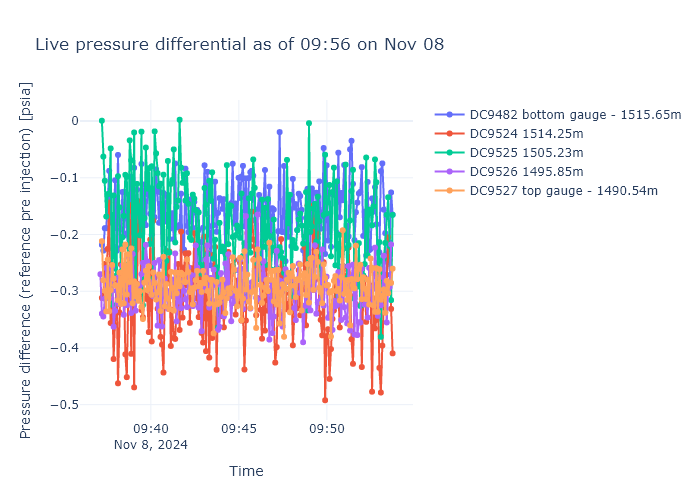 Live pressure differential as of 09:56 on Nov 08
Pressure difference (reference pre injection) [psia]
0
−0.1
−0.2
−0.3
−0.4
−0.5
09:40
09:45
09:50
Nov 8, 2024
Time
DC9482 bottom gauge - 1515.65m
DC9524 1514.25m
DC9525 1505.23m
DC9526 1495.85m
DC9527 top gauge - 1490.54m